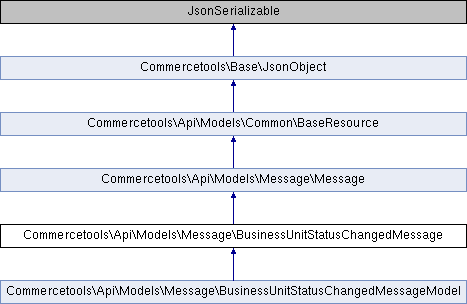 JsonSerializable
Commercetools\Base\JsonObject
Commercetools\Api\Models\Common\BaseResource
Commercetools\Api\Models\Message\Message
Commercetools\Api\Models\Message\BusinessUnitStatusChangedMessage
Commercetools\Api\Models\Message\BusinessUnitStatusChangedMessageModel